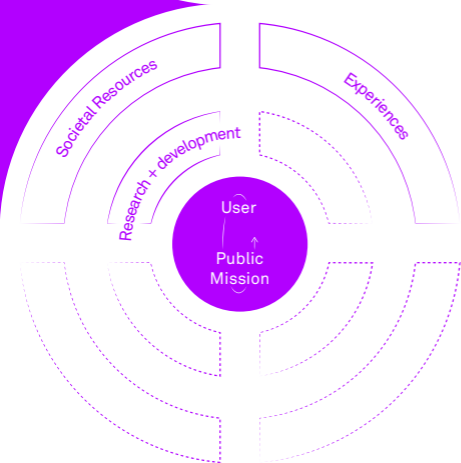 Societal Resources
Experiences
Research + development
User
Public
Mission